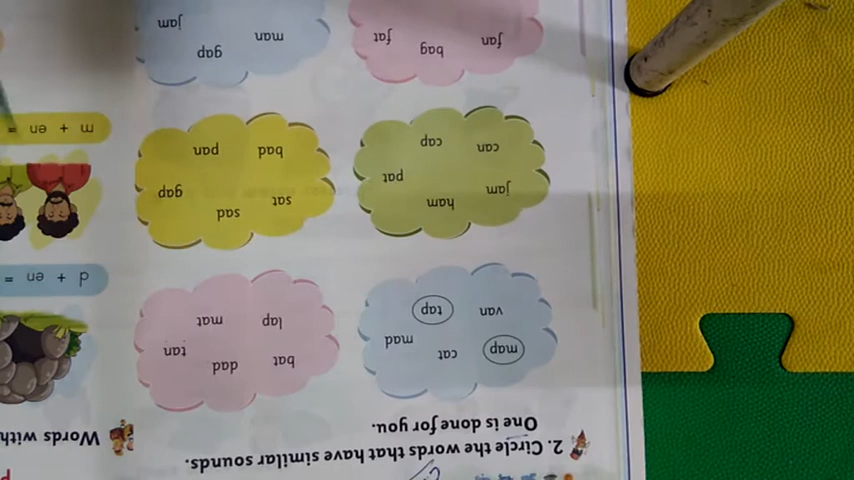 2. Circle the words that have similar sounds.
One is done for you.
map cat mad
van tap
bat dad tan
lap mat
jam ham pat
can cap
sat sad gap
bad pan
fan bag fat
man gap jam
Words with
d + en =
m + en =